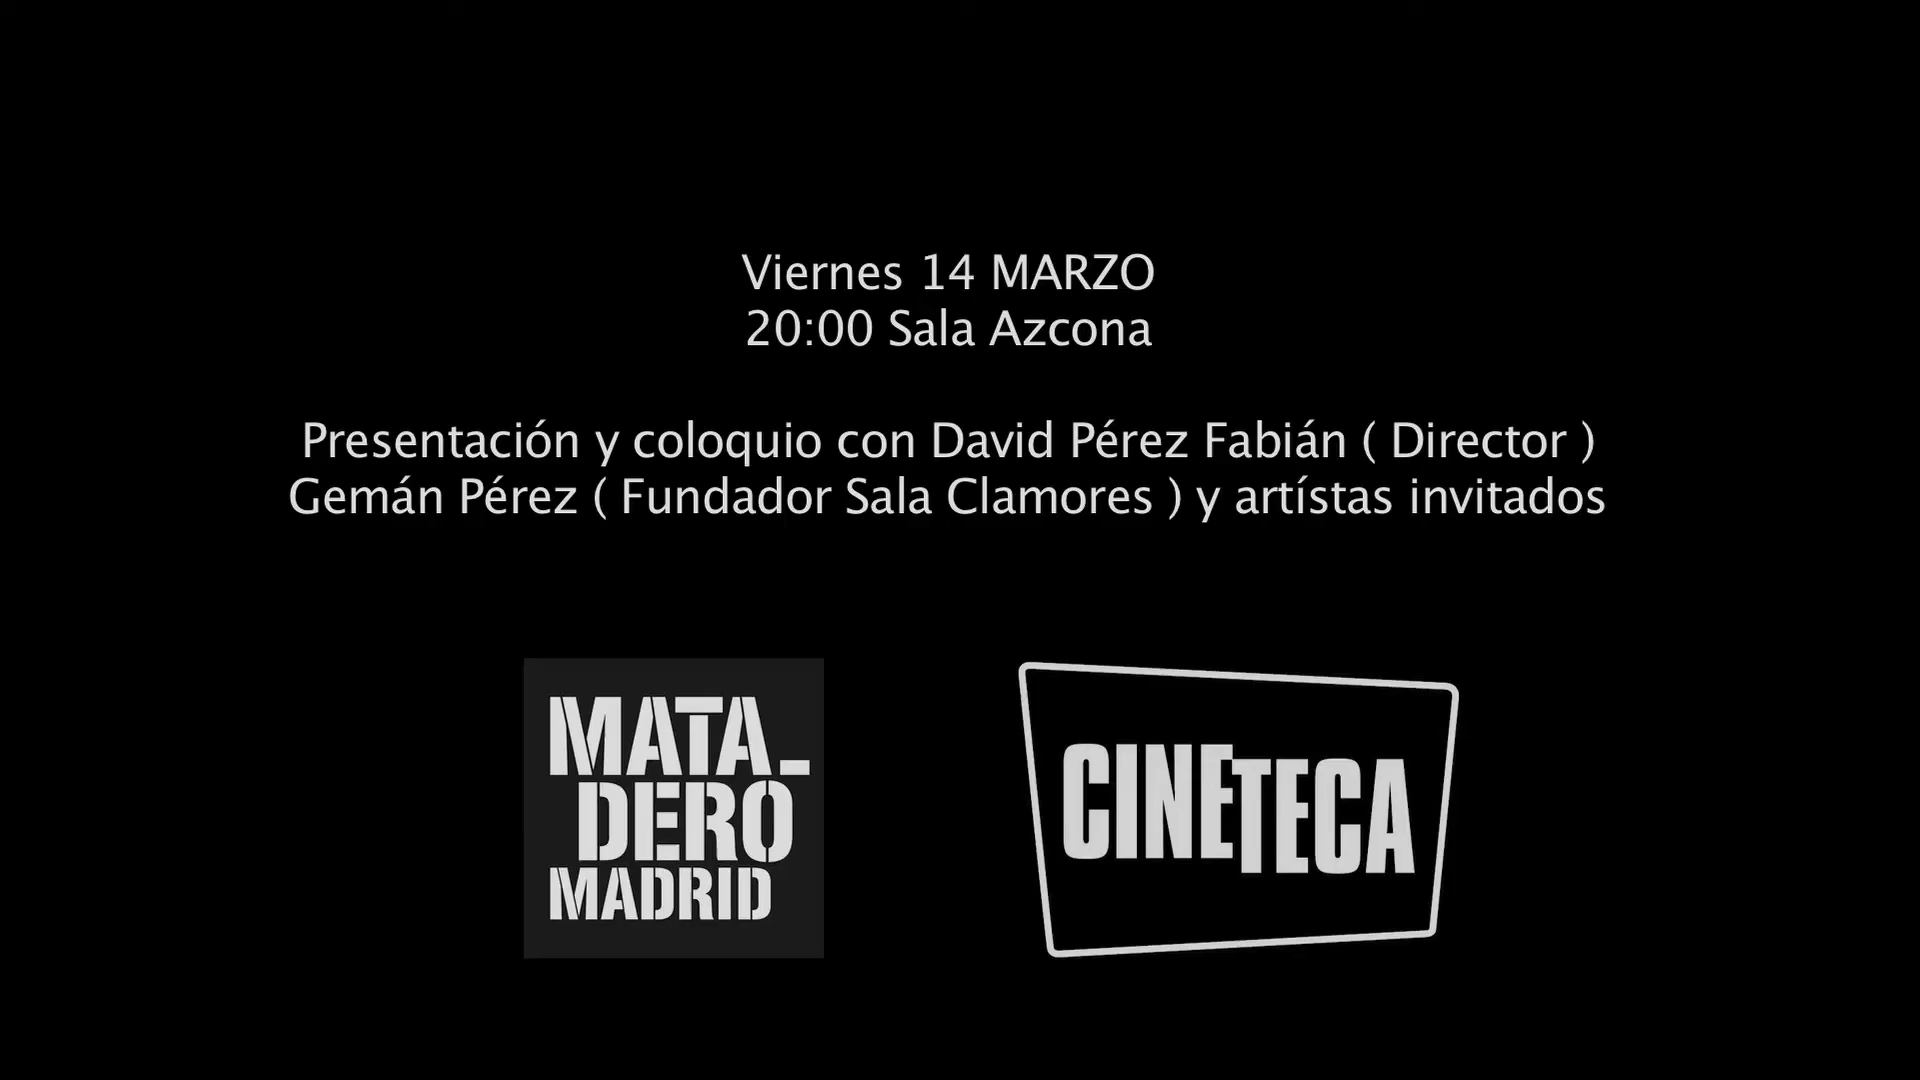 Viernes 14 MARZO
20:00 Sala Azcona
Presentación y coloquio con David Pérez Fabián ( Director )
Gemán Pérez ( Fundador Sala Clamores ) y artístas invitados
MATA_
DERO
MADRID
CINETECA